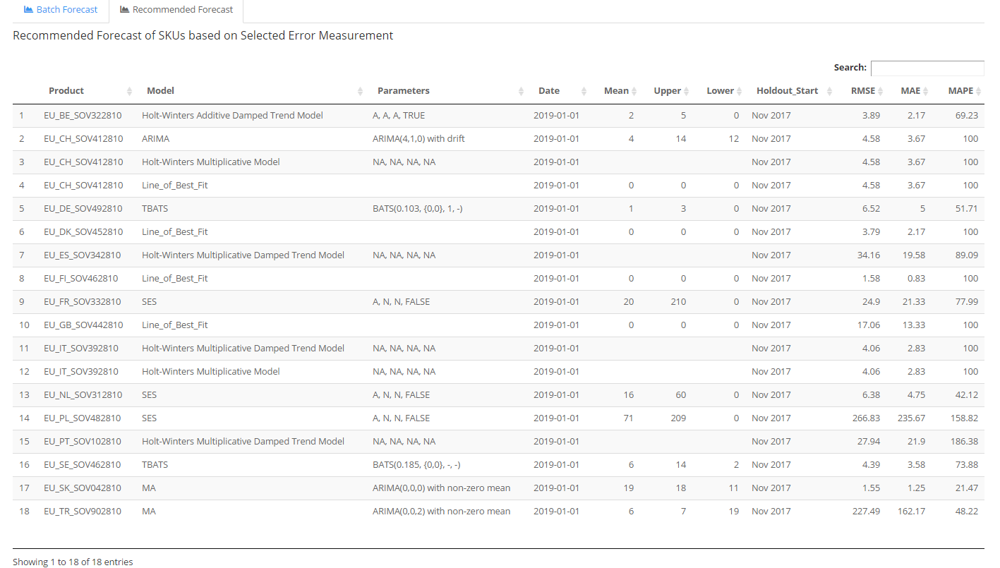 Batch Forecast Recommended Forecast
Recommended Forecast of SKUs based on Selected Error Measurement
Search:
Product Model Parameters Date Mean Upper Lower Holdout_Start RMSE MAE MAPE
1 EU_BE_SOV322810 Holt-Winters Additive Damped Trend Model A, A, A, TRUE 2019-01-01 2 5 0 Nov 2017 3.89 2.17 69.23
2 EU_CH_SOV412810 ARIMA ARIMA(4,1,0) with drift 2019-01-01 4 14 12 Nov 2017 4.58 3.67 100
3 EU_CH_SOV412810 Holt-Winters Multiplicative Model NA, NA, NA, NA 2019-01-01 Nov 2017 4.58 3.67 100
4 EU_CH_SOV412810 Line_of_Best_Fit 2019-01-01 0 0 0 Nov 2017 4.58 3.67 100
5 EU_DE_SOV492810 TBATS BATS(0.103, {0,0}, 1, -) 2019-01-01 1 3 0 Nov 2017 6.52 5 51.71
6 EU_DK_SOV452810 Line_of_Best_Fit 2019-01-01 0 0 0 Nov 2017 3.79 2.17 100
7 EU_ES_SOV342810 Holt-Winters Multiplicative Damped Trend Model NA, NA, NA, NA 2019-01-01 Nov 2017 34.16 19.58 89.09
8 EU_FI_SOV462810 Line_of_Best_Fit 2019-01-01 0 0 0 Nov 2017 1.58 0.83 100
9 EU_FR_SOV332810 SES A, N, N, FALSE 2019-01-01 20 210 0 Nov 2017 24.9 21.33 77.99
10 EU_GB_SOV442810 Line_of_Best_Fit 2019-01-01 0 0 0 Nov 2017 17.06 13.33 100
11 EU_IT_SOV392810 Holt-Winters Multiplicative Damped Trend Model NA, NA, NA, NA 2019-01-01 Nov 2017 4.06 2.83 100
12 EU_IT_SOV392810 Holt-Winters Multiplicative Model NA, NA, NA, NA 2019-01-01 Nov 2017 4.06 2.83 100
13 EU_NL_SOV312810 SES A, N, N, FALSE 2019-01-01 16 60 0 Nov 2017 6.38 4.75 42.12
14 EU_PL_SOV482810 SES A, N, N, FALSE 2019-01-01 71 209 0 Nov 2017 266.83 235.67 158.82
15 EU_PT_SOV102810 Holt-Winters Multiplicative Damped Trend Model NA, NA, NA, NA 2019-01-01 Nov 2017 27.94 21.9 186.38
16 EU_SE_SOV462810 TBATS BATS(0.185, {0,0}, -, -) 2019-01-01 6 14 2 Nov 2017 4.39 3.58 73.88
17 EU_SK_SOV042810 MA ARIMA(0,0,0) with non-zero mean 2019-01-01 19 18 11 Nov 2017 1.55 1.25 21.47
18 EU_TR_SOV902810 MA ARIMA(0,0,2) with non-zero mean 2019-01-01 6 7 19 Nov 2017 227.49 162.17 48.22
Showing 1 to 18 of 18 entries